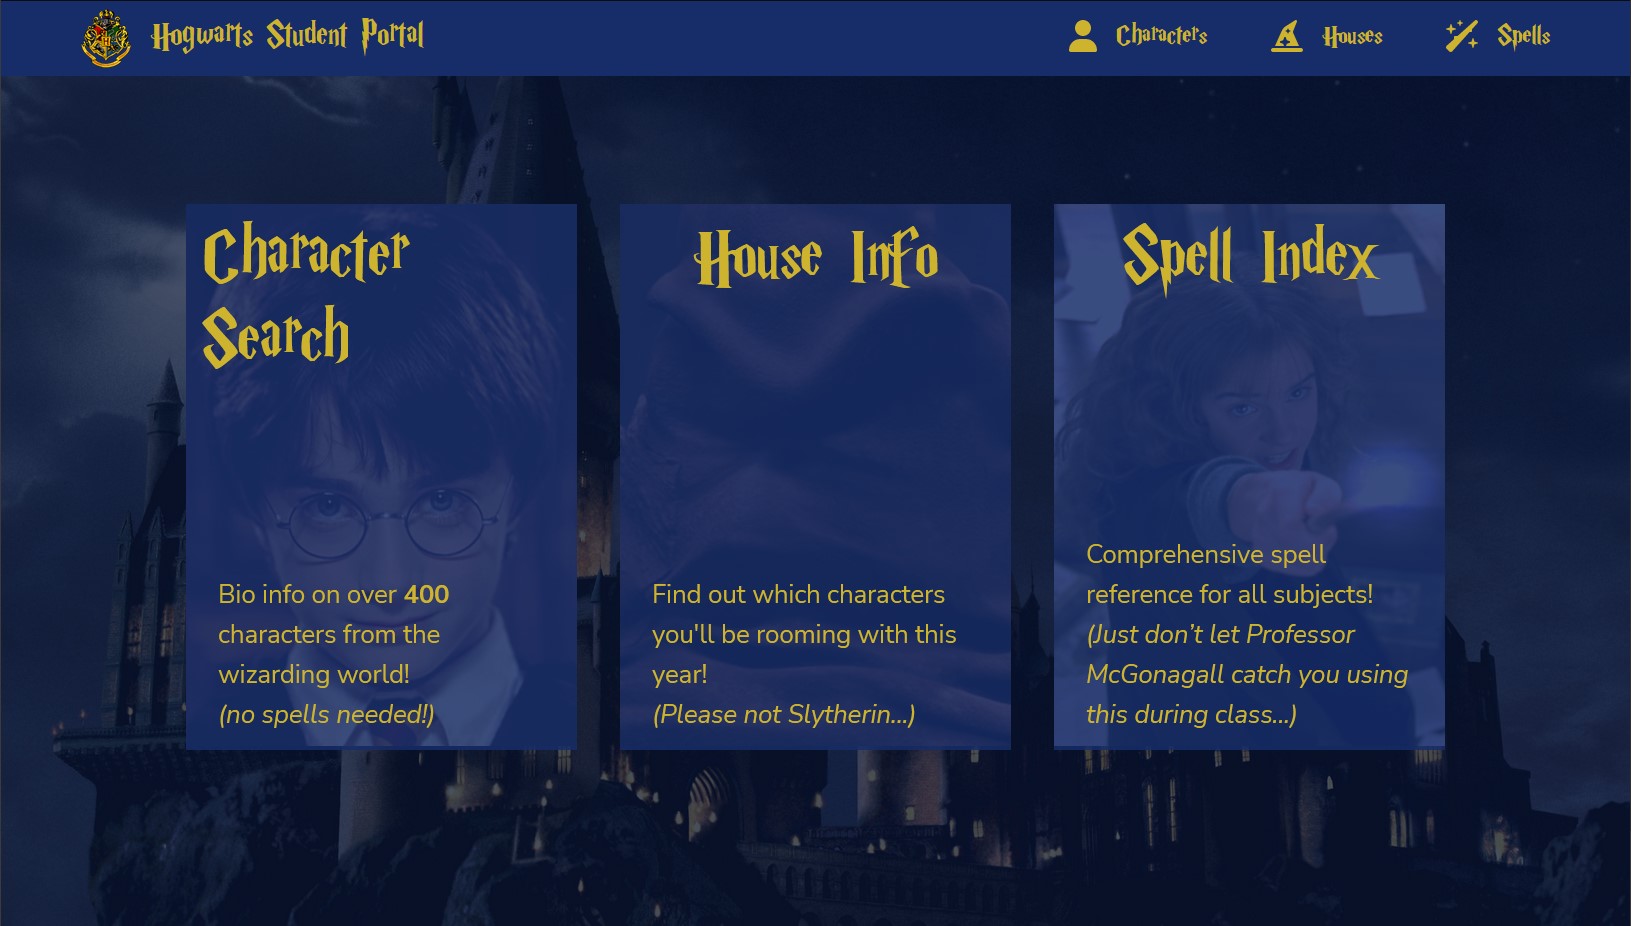 Hogwarts Student Portal
Characters
Houses
Spells
Character
Search
Bio info on over 400
characters from the
wizarding world!
(no spells needed!)
House Info
Find out which characters
you'll be rooming with this
year!
(Please not Slytherin...)
Spell Index
Comprehensive spell
reference for all subjects!
(Just don’t let Professor
McGonagall catch you using
this during class...)